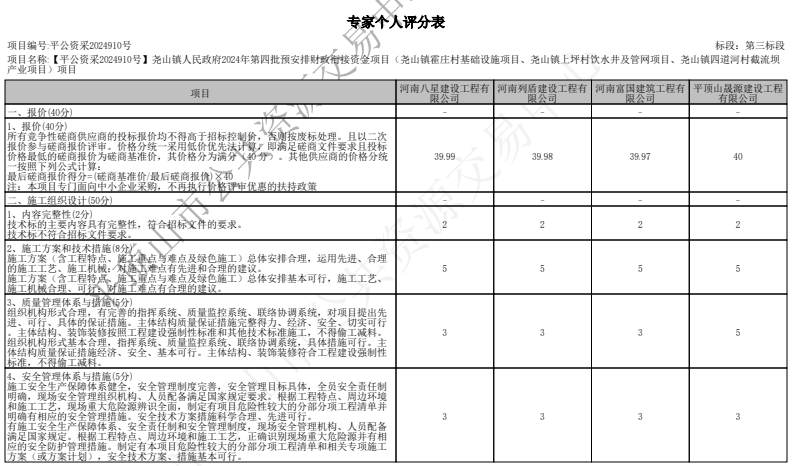 专家个人评分表
项目编号:平公资采2024910号
标段：第三标段
项目名称:【平公资采2024910号】尧山镇人民政府2024年第四批预安排财政衔接资金项目（尧山镇霍庄村基础设施项目、尧山镇上坪村饮水井及管网项目、尧山镇四道河村截流坝
产业项目）项目
项目
河南八星建设工程有
限公司
河南列盾建设工程有
限公司
河南富国建筑工程有
限公司
平顶山晟源建设工程
有限公司
一、报价(40分)
-
-
-
-
1、报价(40分)
所有竞争性磋商供应商的投标报价均不得高于招标控制价，否则按废标处理。且以二次
报价参与磋商报价评审。价格分统一采用低价优先法计算，即满足磋商文件要求且投标
价格最低的磋商报价为磋商基准价，其价格分为满分（40分）。其他供应商的价格分统
一按照下列公式计算：
最后磋商报价得分=(磋商基准价/最后磋商报价)×40
注：本项目专门面向中小企业采购，不再执行价格评审优惠的扶持政策
39.99
39.98
39.97
40
二、施工组织设计(50分)
-
-
-
-
1、内容完整性(2分)
技术标的主要内容具有完整性，符合招标文件的要求。
技术标不符合招标文件要求。
2
2
2
2
2、施工方案和技术措施(8分)
施工方案（含工程特点、施工重点与难点及绿色施工）总体安排合理，运用先进、合理
的施工工艺、施工机械；对施工难点有先进和合理的建议。
施工方案（含工程特点、施工重点与难点及绿色施工）总体安排基本可行，施工工艺、
施工机械合理、可行；对施工难点有合理的建议。
5
5
5
5
3、质量管理体系与措施(5分)
组织机构形式合理，有完善的指挥系统、质量监控系统、联络协调系统，对项目提出先
进、可行、具体的保证措施。主体结构质量保证措施完整得力、经济、安全、切实可行
。主体结构、装饰装修按照工程建设强制性标准和其他技术标准施工，不得偷工减料。
组织机构形式基本合理，指挥系统、质量监控系统、联络协调系统，具体措施可行。主
体结构质量保证措施经济、安全、基本可行。主体结构、装饰装修符合工程建设强制性
标准，不得偷工减料。
3
3
3
5
4、安全管理体系与措施(5分)
施工安全生产保障体系健全，安全管理制度完善，安全管理目标具体，全员安全责任制
明确，现场安全管理组织机构、人员配备满足国家规定要求。根据工程特点、周边环境
和施工工艺，现场重大危险源辨识全面，制定有项目危险性较大的分部分项工程清单并
明确有相应的安全管理措施。安全技术方案措施科学合理、先进可行。
有施工安全生产保障体系、安全责任制和安全管理制度，现场安全管理机构、人员配备
满足国家规定。根据工程特点、周边环境和施工工艺，正确识别现场重大危险源并有相
应的安全防护管理措施。制定有本项目危险性较大的分部分项工程清单和相关专项施工
方案（或方案计划），安全技术方案、措施基本可行。
3
3
3
3